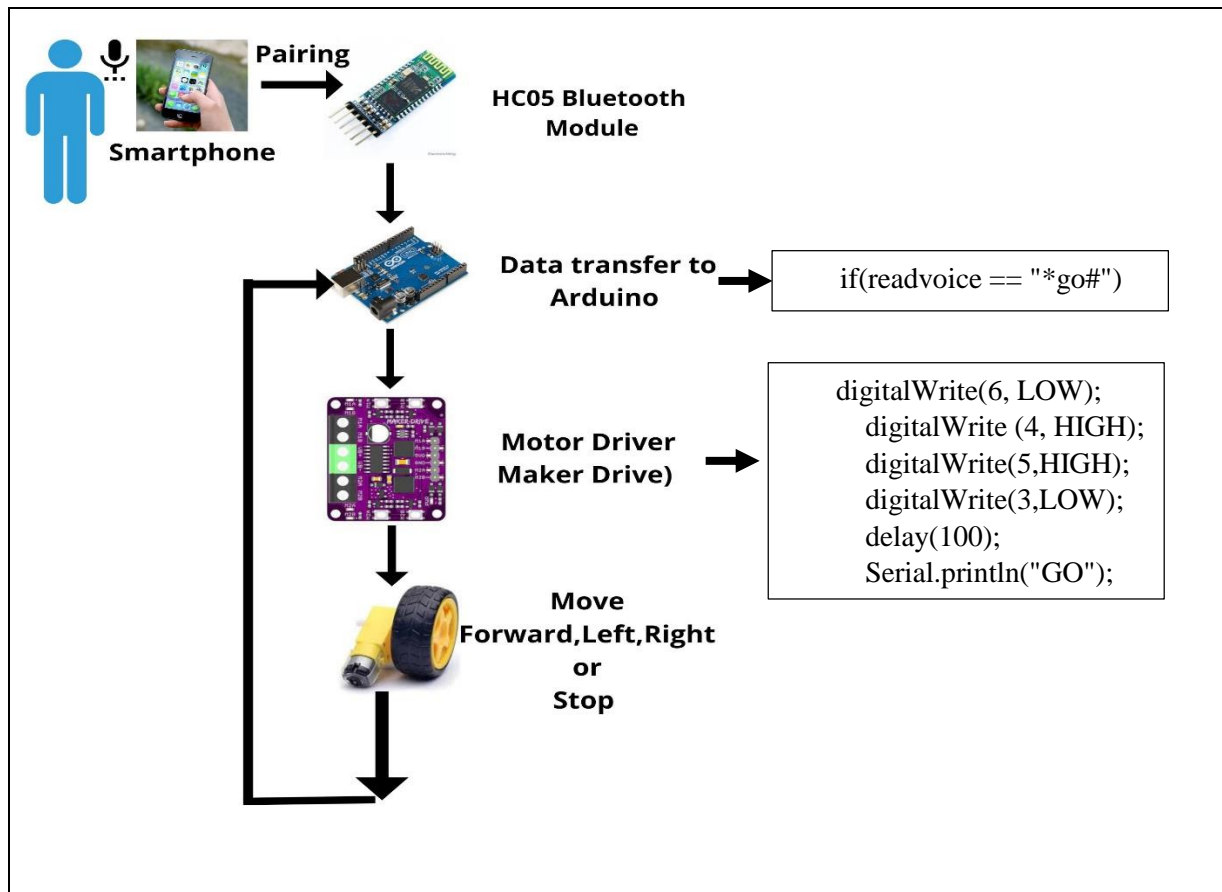 Pairing
HC05 Bluetooth
Module
Smartphone
Data transfer to
Arduino
if(readvoice == "*go#")
Motor Driver
Maker Drive)
digitalWrite(6, LOW);
digitalWrite (4, HIGH);
digitalWrite(5,HIGH);
digitalWrite(3,LOW);
delay(100);
Serial.println("GO");
MAKER DRIVE
Move
Forward,Left,Right
or
Stop